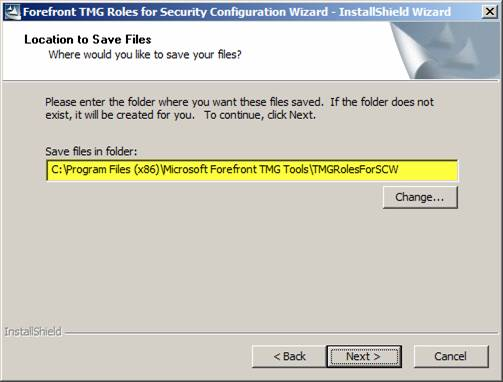 Forefront TMG Roles for Security Configuration Wizard - InstallShield Wizard
Location to Save Files
Where would you like to save your files?
Please enter the folder where you want these files saved.  If the folder does not
exist, it will be created for you.   To continue, click Next.
Save files in folder:
C:\Program Files (x86)\Microsoft Forefront TMG Tools\TMGRolesForSCW
Change...
InstallShield
< Back
Next >
Cancel